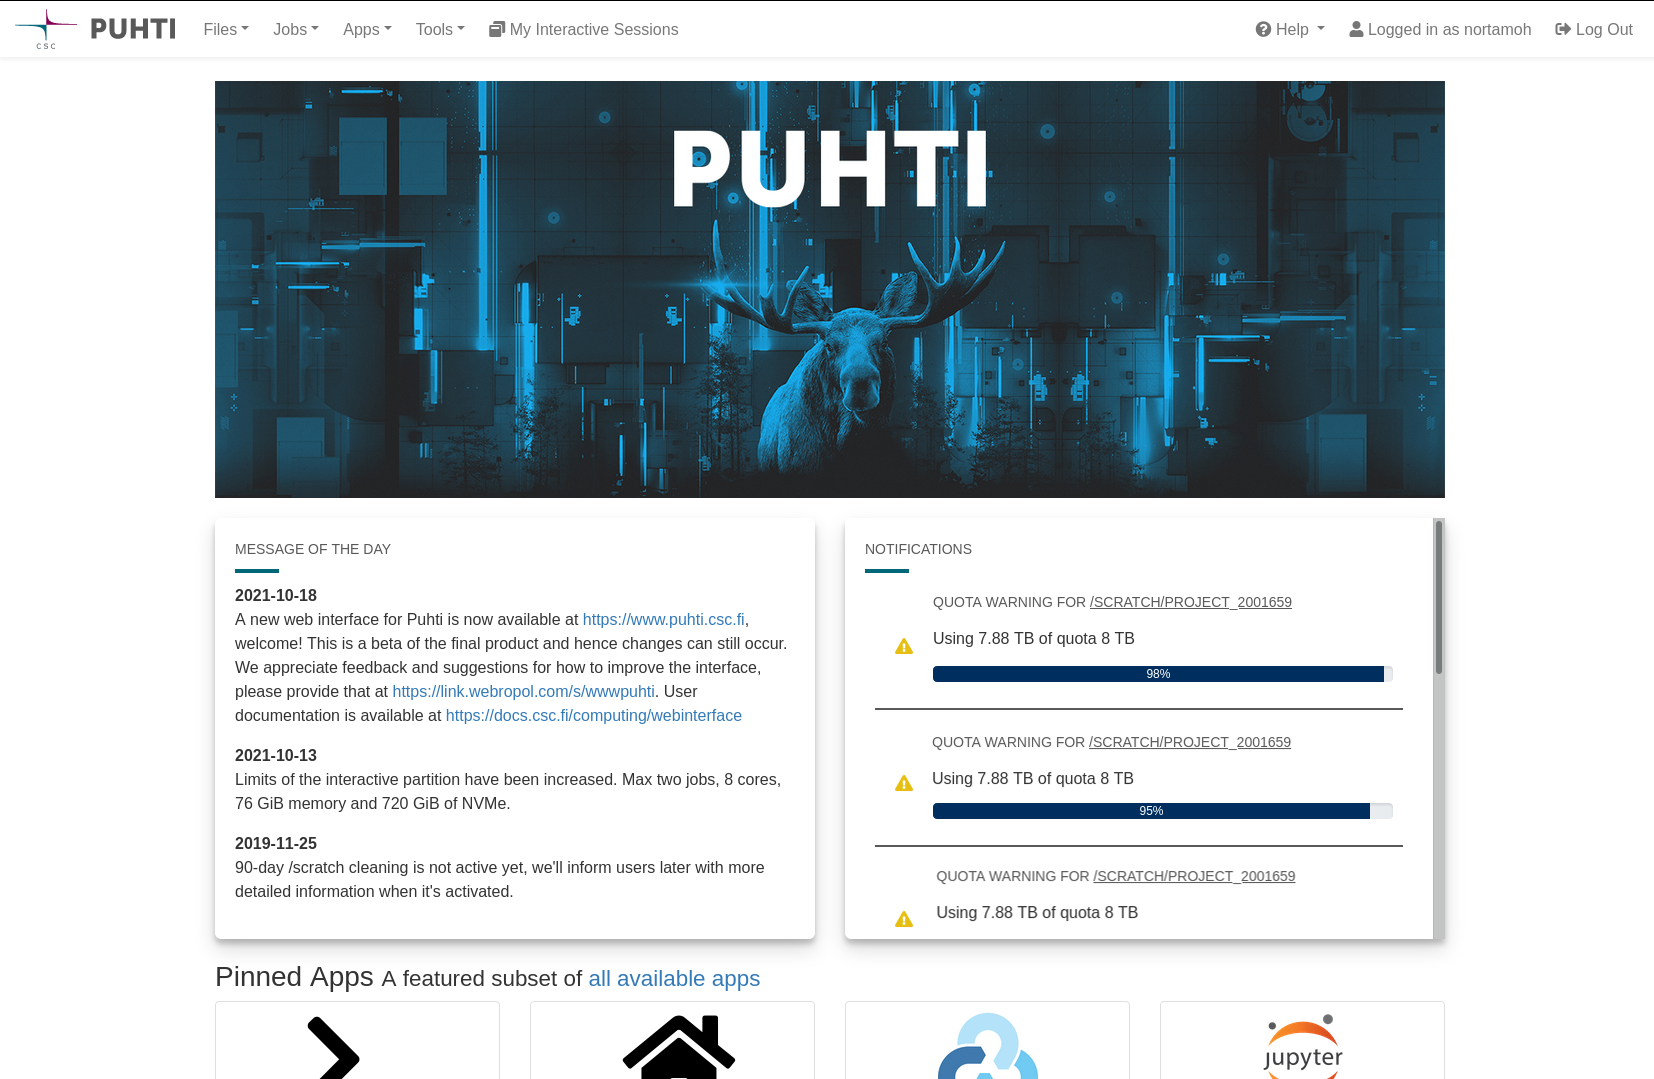 CSC PUHTI Files Jobs Apps Tools My Interactive Sessions Help Logged in as nortamoh Log Out
PUHTI
MESSAGE OF THE DAY
2021-10-18
A new web interface for Puhti is now available at https://www.puhti.csc.fi,
welcome! This is a beta of the final product and hence changes can still occur.
We appreciate feedback and suggestions for how to improve the interface,
please provide that at https://link.webropol.com/s/wwwpuhti. User
documentation is available at https://docs.csc.fi/computing/webinterface
2021-10-13
Limits of the interactive partition have been increased. Max two jobs, 8 cores,
76 GiB memory and 720 GiB of NVMe.
2019-11-25
90-day /scratch cleaning is not active yet, we'll inform users later with more
detailed information when it's activated.
NOTIFICATIONS
QUOTA WARNING FOR /SCRATCH/PROJECT_2001659
Using 7.88 TB of quota 8 TB
98%
QUOTA WARNING FOR /SCRATCH/PROJECT_2001659
Using 7.88 TB of quota 8 TB
95%
QUOTA WARNING FOR /SCRATCH/PROJECT_2001659
Using 7.88 TB of quota 8 TB
Pinned Apps A featured subset of all available apps
jupyter